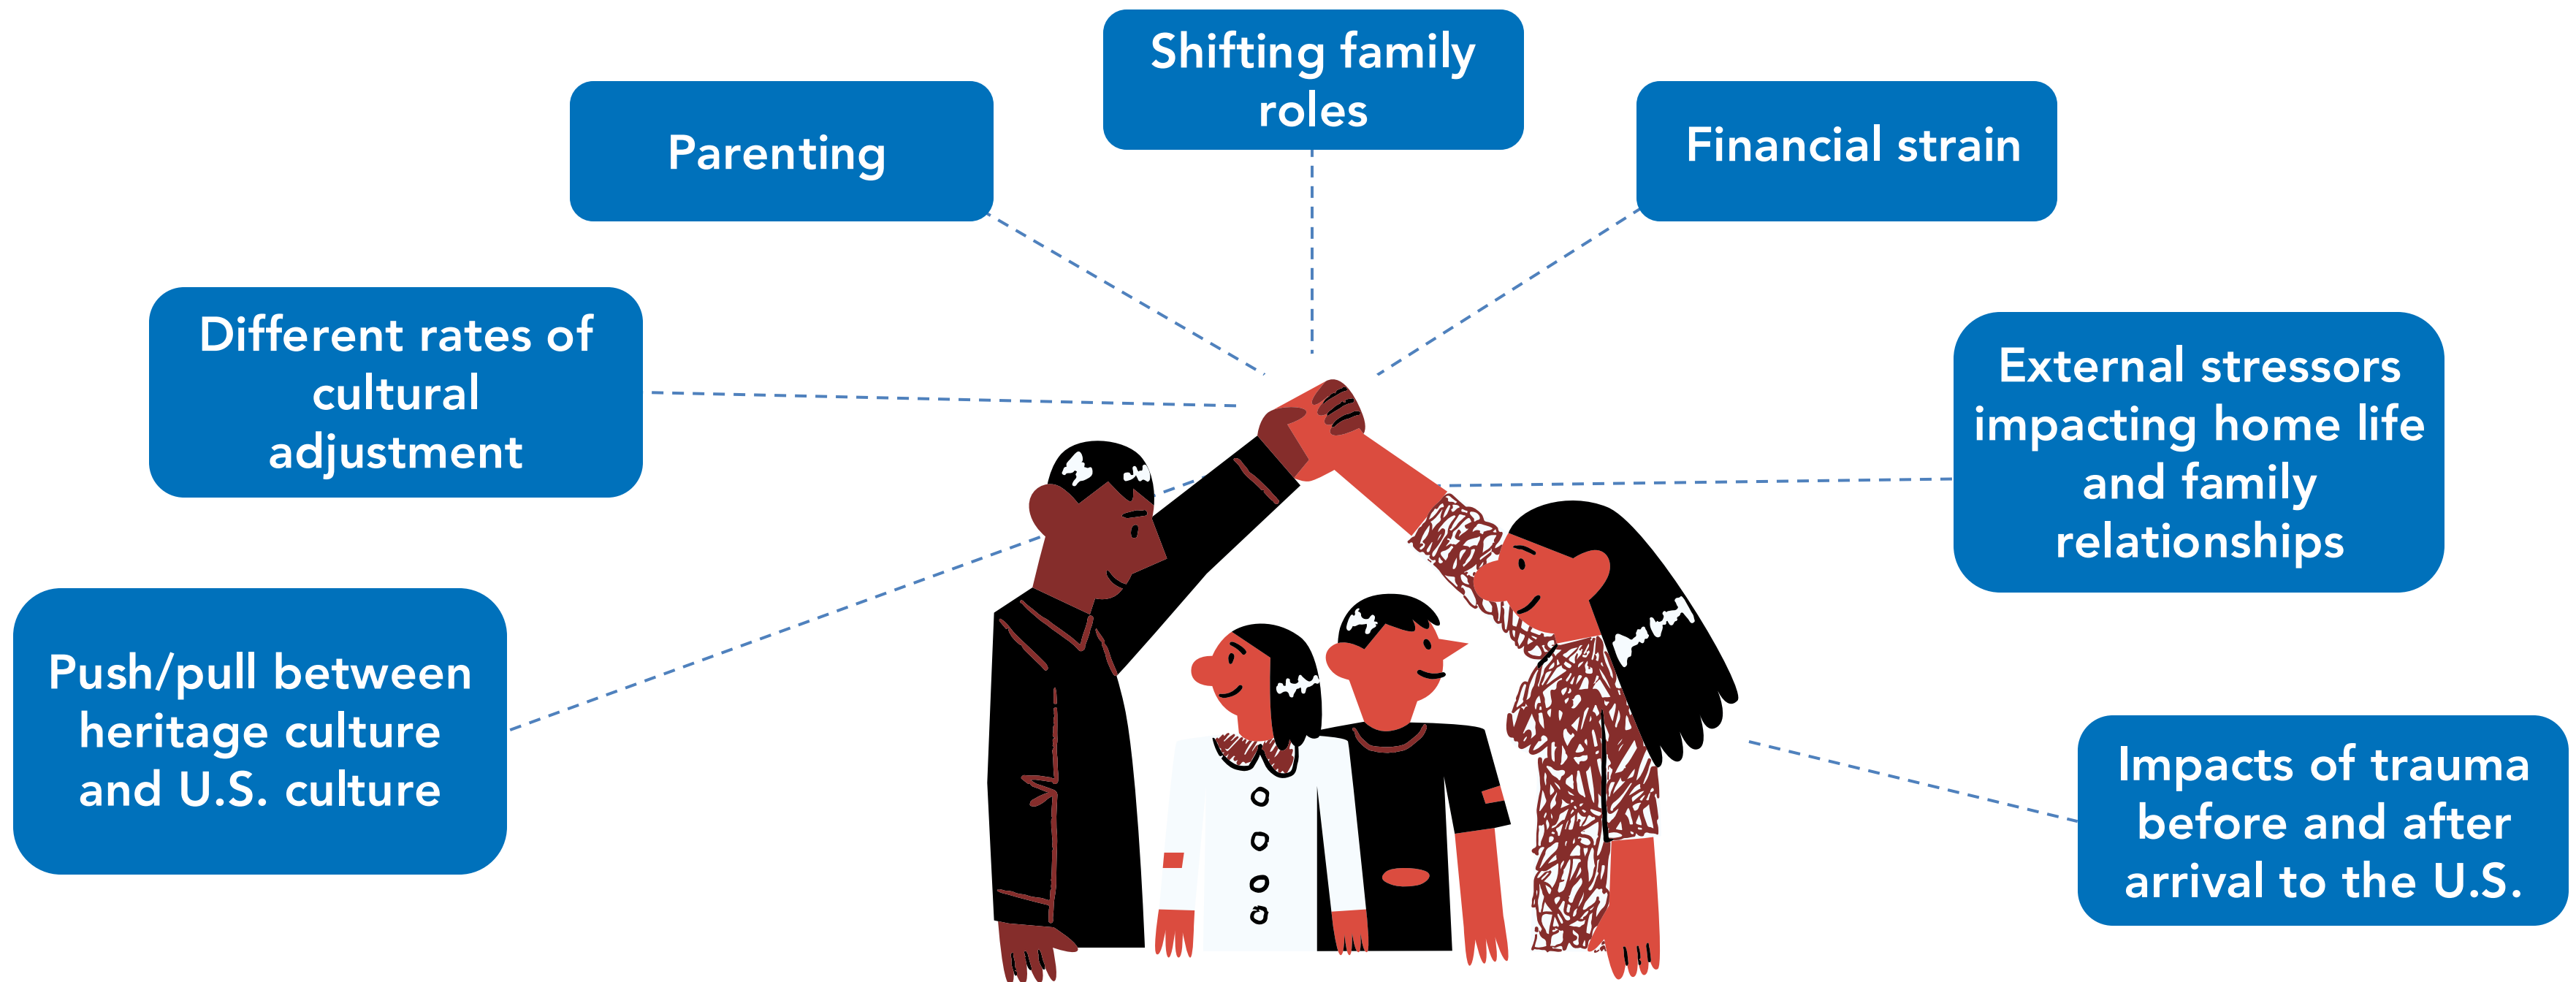 Shifting family
roles
Parenting
Financial strain
Different rates of
cultural
adjustment
External stressors
impacting home life
and family
relationships
Push/pull between
heritage culture
and U.S. culture
Impacts of trauma
before and after
arrival to the U.S.